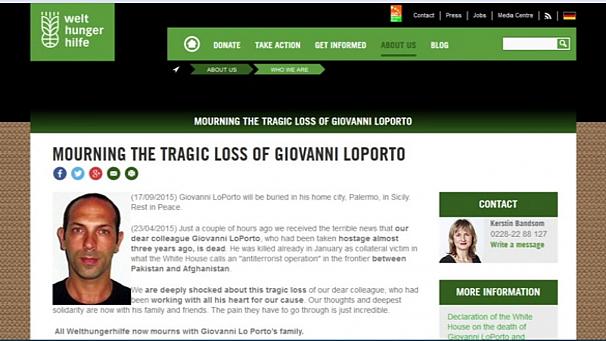 welt
hunger
hilfe
Contact | Press | Jobs | Media Centre
DONATE TAKE ACTION GET INFORMED ABOUT US BLOG
ABOUT US WHO WE ARE
MOURNING THE TRAGIC LOSS OF GIOVANNI LOPORTO
MOURNING THE TRAGIC LOSS OF GIOVANNI LOPORTO
(17/09/2015) Giovanni LoPorto will be buried in his home city, Palermo, in Sicily.
Rest in Peace.
(23/04/2015) Just a couple of hours ago we received the terrible news that our
dear colleague Giovanni LoPorto, who had been taken hostage almost
three years ago, is dead. He was killed already in January as collateral victim in
what the White House calls an "antiterrorist operation" in the frontier between
Pakistan and Afghanistan.
We are deeply shocked about this tragic loss of our dear colleague, who had
been working with all his heart for our cause. Our thoughts and deepest
solidarity are now with his family and friends. The pain they have to go through is just incredible.
All Welthungerhilfe now mourns with Giovanni Lo Porto's family.
CONTACT
Kerstin Bandsom
0228-22 88 127
Write a message
MORE INFORMATION
Declaration of the White
House on the death of
Giovanni LoPorto and